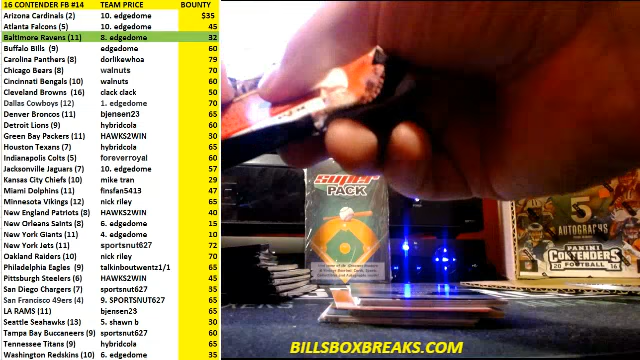 16 CONTENDER FB #14 TEAM PRICE BOUNTY
Arizona Cardinals (2) 10. edgedome $35
Atlanta Falcons (5) 10. edgedome 45
Baltimore Ravens (11) 8. edgedome 32
Buffalo Bills (9) edgedome 60
Carolina Panthers (8) dorlikewhoa 79
Chicago Bears (8) walnuts 70
Cincinnati Bengals (10) walnuts 60
Cleveland Browns (16) clack clack 50
Dallas Cowboys (12) 1. edgedome 70
Denver Broncos (11) bjensen23 65
Detroit Lions (9) hybridcola 60
Green Bay Packers (11) HAWKS2WIN 30
Houston Texans (7) hybridcola 65
Indianapolis Colts (5) foreverroyal 60
Jacksonville Jaguars (7) 10. edgedome 57
Kansas City Chiefs (10) mike tran 29
Miami Dolphins (11) finsfan5413 47
Minnesota Vikings (12) nick riley 65
New England Patriots (8) HAWKS2WIN 40
New Orleans Saints (8) 6. edgedome 15
New York Giants (11) 4. edgedome 10
New York Jets (11) sportsnut627 72
Oakland Raiders (10) nick riley 70
Philadelphia Eagles (9) talkinboutwentz1/1 65
Pittsburgh Steelers (6) HAWKS2WIN 45
San Diego Chargers (7) sportsnut627 35
San Francisco 49ers (4) 9. SPORTSNUT627 65
LA RAMS (11) bjensen23 65
Seattle Seahawks (13) 5. shawn b 30
Tampa Bay Buccaneers (9) sportsnut627 60
Tennessee Titans (9) hybridcola 65
Washington Redskins (10) 6. edgedome 35
SUPER
PACK
5
AUTOGRAPHS
PANINI
CONTENDERS
20 16
FOOTBALL
BILLSBOXBREAKS.COM